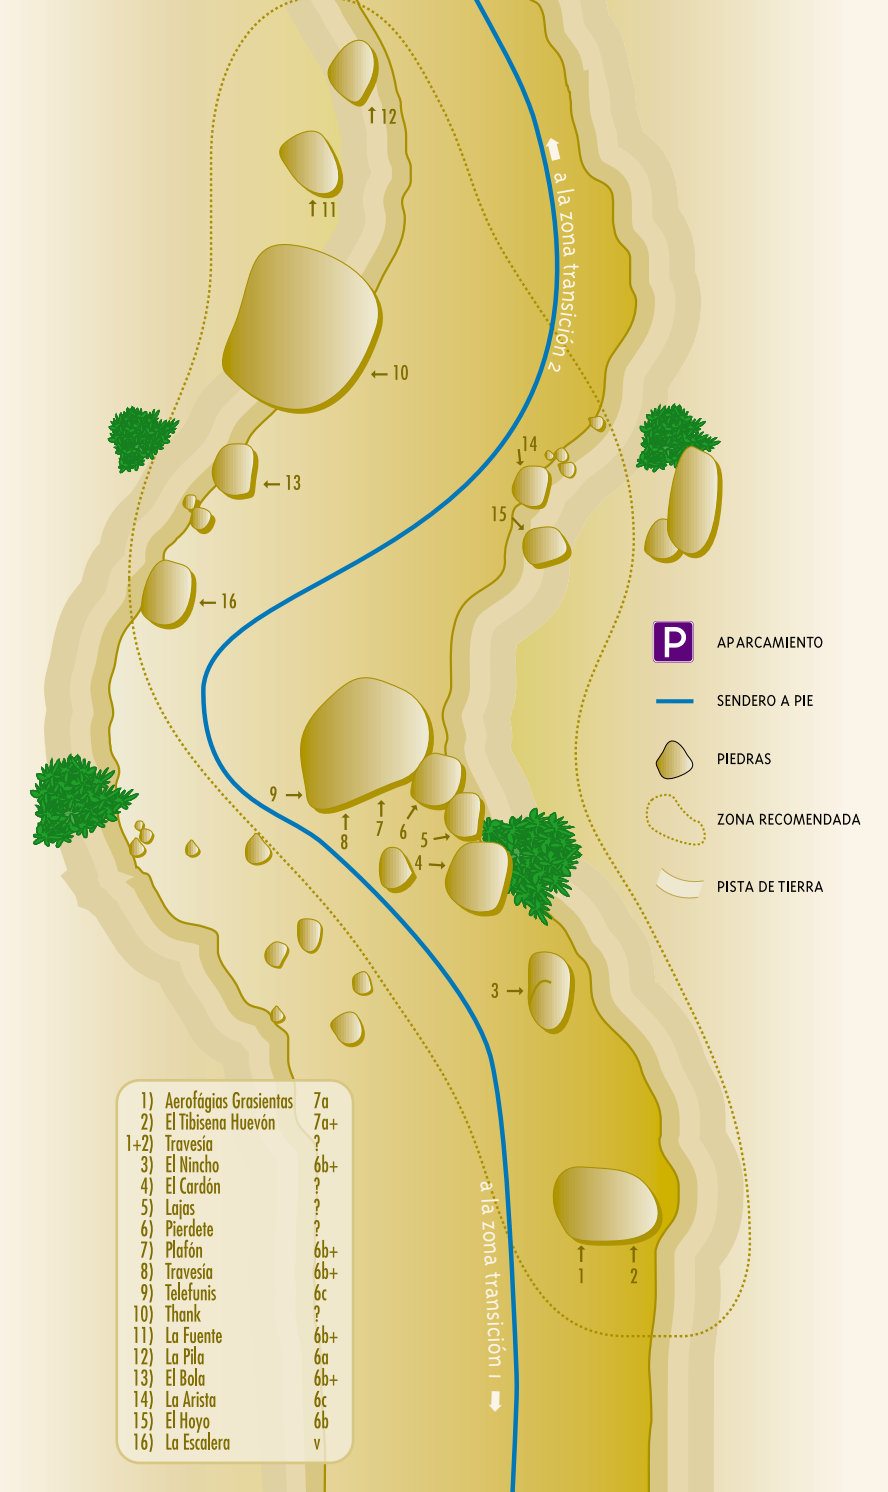 12
11
a la zona transición 2
10
14
13
15
16
P APARCAMIENTO
SENDERO A PIE
PIEDRAS
9
8
7
6
5
4
ZONA RECOMENDADA
PISTA DE TIERRA
3
1) Aerofágias Grasientas 7a
2) El Tibisena Huevón 7a+
1+2) Travesía ?
3) El Nincho 6b+
4) El Cardón ?
5) Lajas ?
6) Pierdete ?
7) Plafón 6b+
8) Travesía 6b+
9) Telefunis 6c
10) Thank ?
11) La Fuente 6b+
12) La Pila 6a
13) El Bola 6b+
14) La Arista 6c
15) El Hoyo 6b
16) La Escalera v
a la zona transición 1
1
2